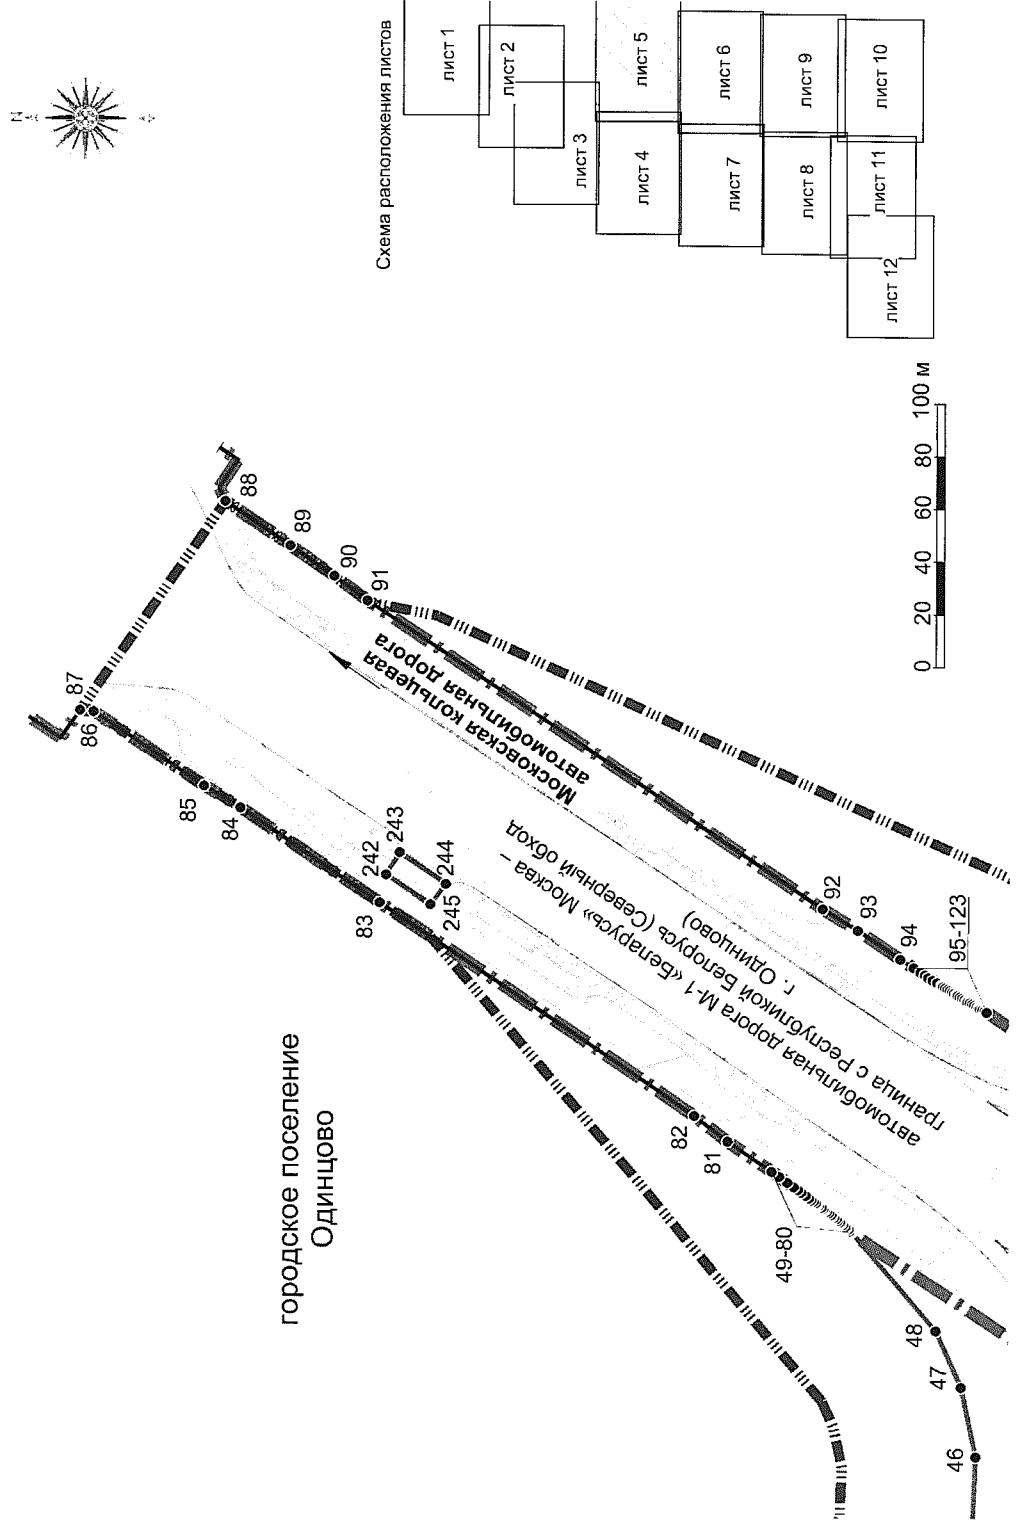 N
Схема расположения листов
лист 1
лист 2
лист 3
лист 4
лист 5
лист 6
лист 7
лист 8
лист 9
лист 10
лист 11
лист 12
городское поселение
Одинцово
Московская кольцевая
автомобильная дорога
автомобильная дорога М-1 «Беларусь» Москва –
граница с Республикой Белорусь (Северный обход
г. Одинцово)
46
47
48
49-80
81
82
83
84
85
86
87
88
89
90
91
92
93
94
95-123
242
243
244
245
0 20 40 60 80 100 м